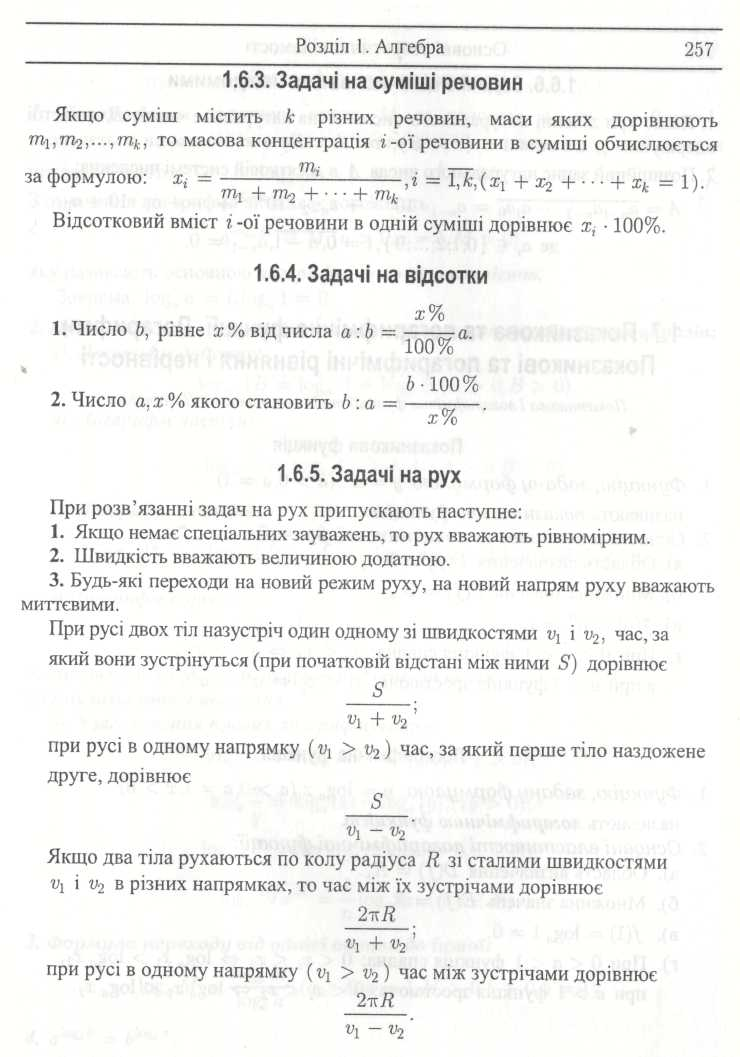 Розділ 1. Алгебра 257
1.6.3. Задачі на суміші речовин
Якщо суміш містить k різних речовин, маси яких дорівнюють
m₁, m₂,..., mₖ, то масова концентрація i -ої речовини в суміші обчислюється
за формулою: xᵢ = mᵢ / (m₁ + m₂ + ··· + mₖ), i = 1,k̅, (x₁ + x₂ + ··· + xₖ = 1).
Відсотковий вміст i -ої речовини в одній суміші дорівнює xᵢ · 100%.
1.6.4. Задачі на відсотки
1. Число b, рівне x % від числа a : b = x% / 100% a.
2. Число a, x % якого становить b : a = b · 100% / x%.
1.6.5. Задачі на рух
При розв’язанні задач на рух припускають наступне:
1. Якщо немає спеціальних зауважень, то рух вважають рівномірним.
2. Швидкість вважають величиною додатною.
3. Будь-які переходи на новий режим руху, на новий напрям руху вважають
миттєвими.
При русі двох тіл назустріч один одному зі швидкостями v₁ і v₂, час, за
який вони зустрінуться (при початковій відстані між ними S) дорівнює
S / (v₁ + v₂);
при русі в одному напрямку (v₁ > v₂) час, за який перше тіло наздожене
друге, дорівнює
S / (v₁ − v₂).
Якщо два тіла рухаються по колу радіуса R зі сталими швидкостями
v₁ і v₂ в різних напрямках, то час між їх зустрічами дорівнює
2πR / (v₁ + v₂);
при русі в одному напрямку (v₁ > v₂) час між зустрічами дорівнює
2πR / (v₁ − v₂).